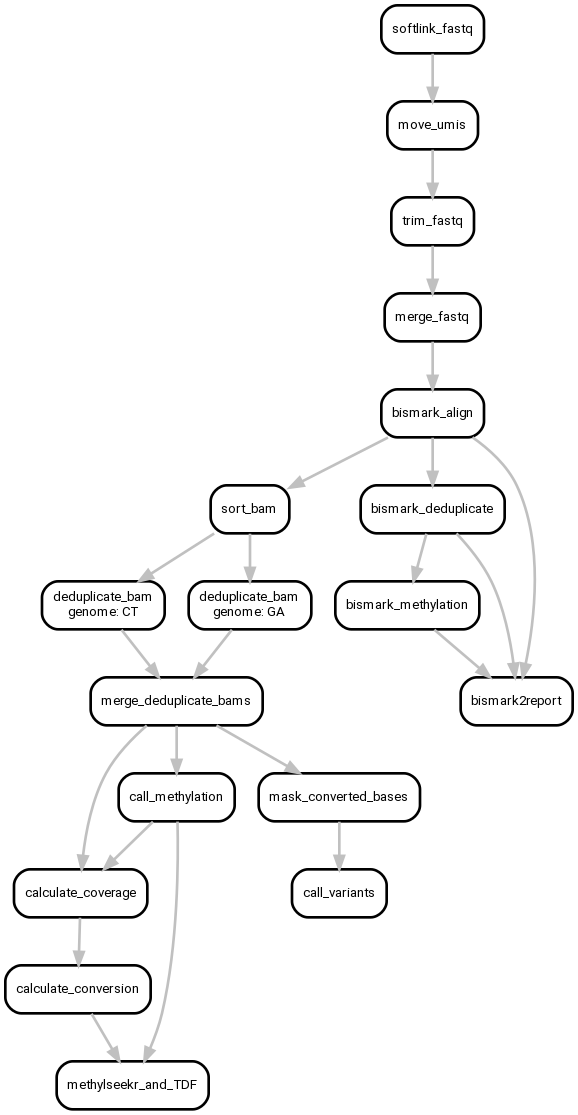 softlink_fastq
move_umis
trim_fastq
merge_fastq
bismark_align
sort_bam
bismark_deduplicate
deduplicate_bam
genome: CT
deduplicate_bam
genome: GA
bismark_methylation
merge_deduplicate_bams
bismark2report
call_methylation
mask_converted_bases
calculate_coverage
call_variants
calculate_conversion
methylseekr_and_TDF